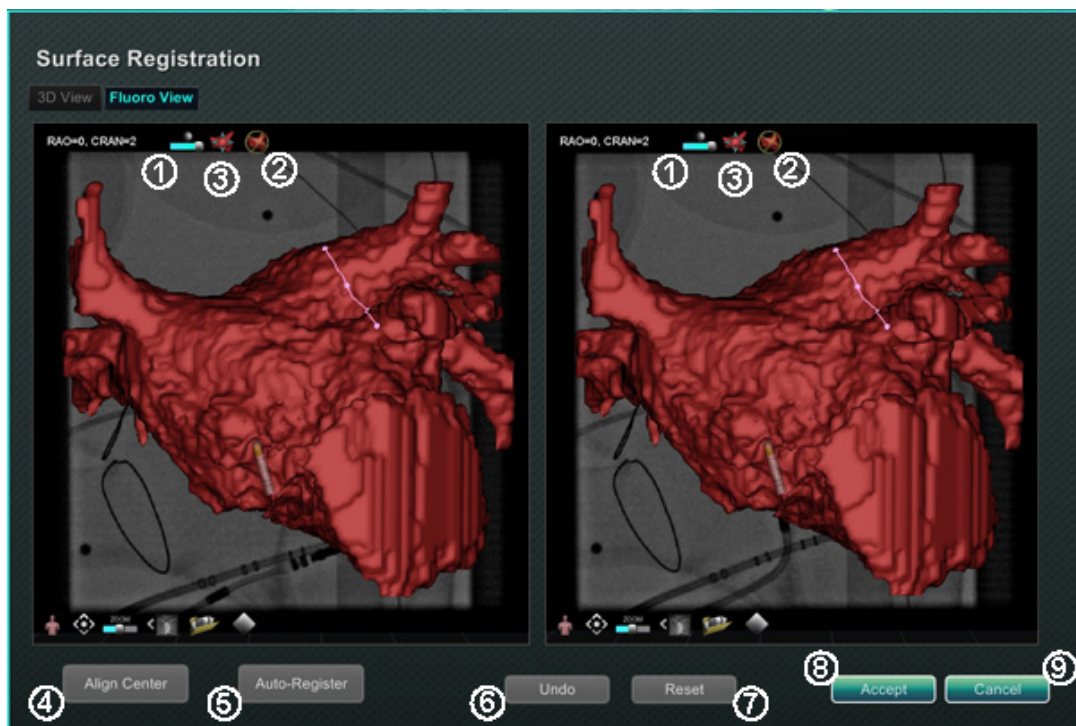 Surface Registration
3D View Fluoro View
RAO=0, CRAN=2 RAO=0, CRAN=2
1 3 2 1 3 2
ZOOM ZOOM
4 Align Center 5 Auto-Register 6 Undo Reset 7 8 Accept Cancel 9